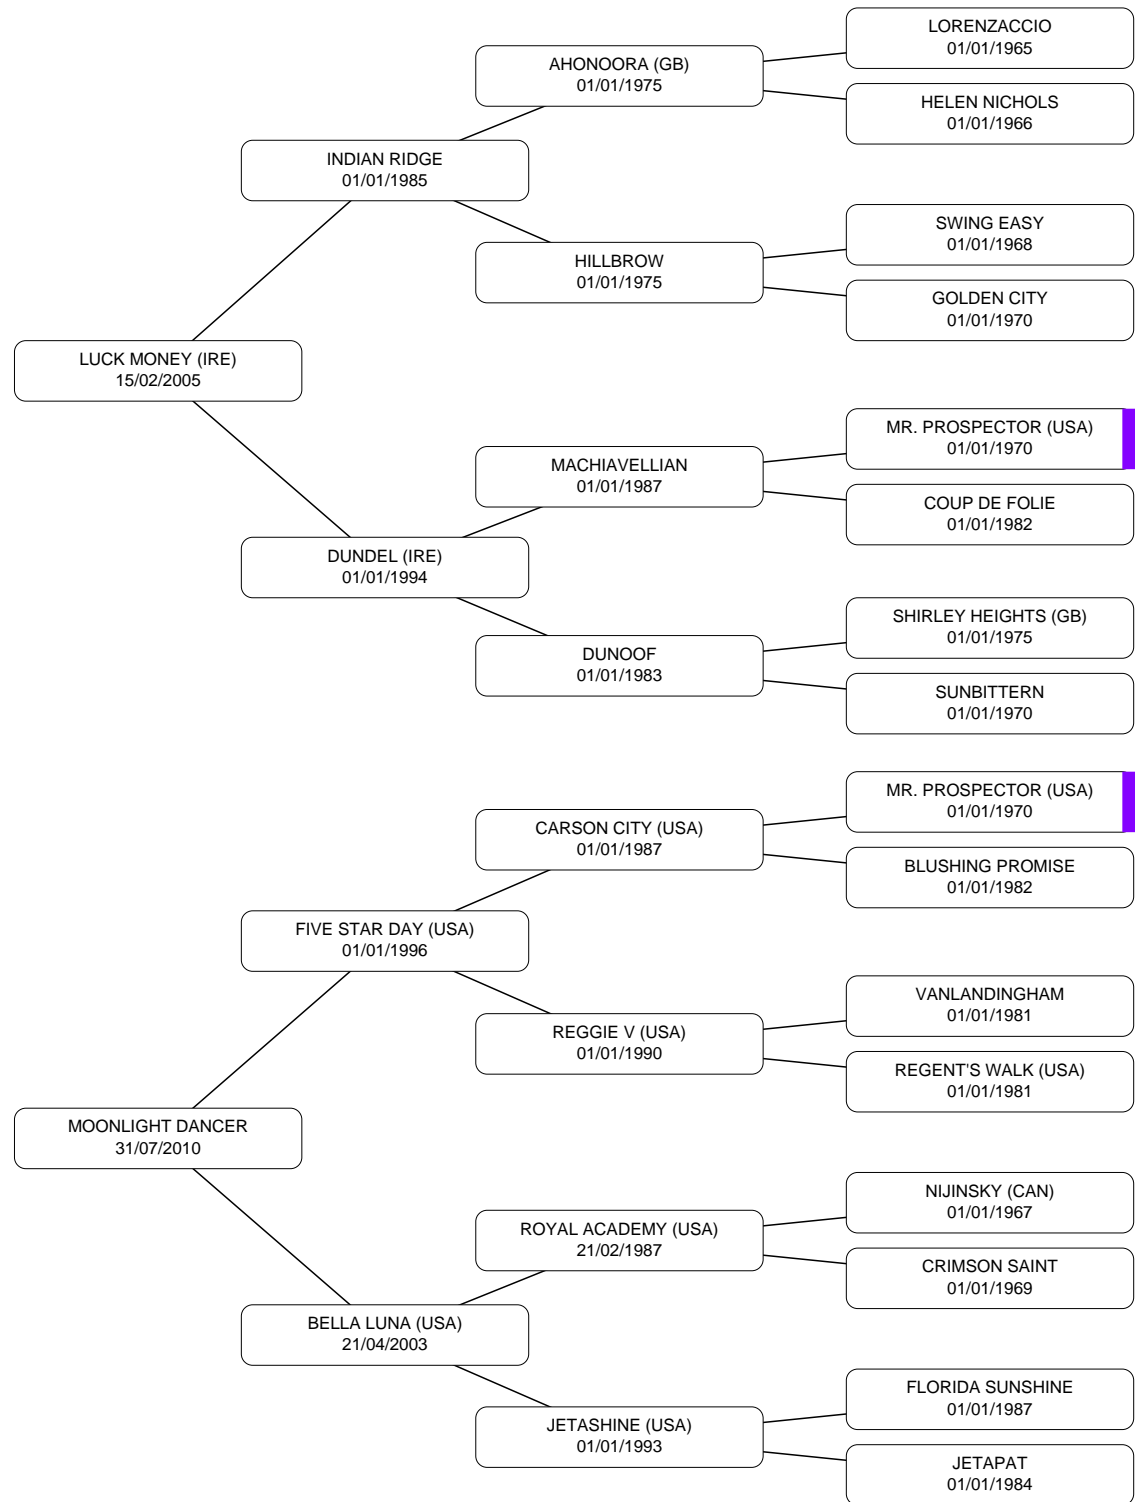 LORENZACCIO
01/01/1965
AHONOORA (GB)
01/01/1975
HELEN NICHOLS
01/01/1966
INDIAN RIDGE
01/01/1985
SWING EASY
01/01/1968
HILLBROW
01/01/1975
GOLDEN CITY
01/01/1970
LUCK MONEY (IRE)
15/02/2005
MR. PROSPECTOR (USA)
01/01/1970
MACHIAVELLIAN
01/01/1987
COUP DE FOLIE
01/01/1982
DUNDEL (IRE)
01/01/1994
SHIRLEY HEIGHTS (GB)
01/01/1975
DUNOOF
01/01/1983
SUNBITTERN
01/01/1970
MR. PROSPECTOR (USA)
01/01/1970
CARSON CITY (USA)
01/01/1987
BLUSHING PROMISE
01/01/1982
FIVE STAR DAY (USA)
01/01/1996
VANLANDINGHAM
01/01/1981
REGGIE V (USA)
01/01/1990
REGENT'S WALK (USA)
01/01/1981
MOONLIGHT DANCER
31/07/2010
NIJINSKY (CAN)
01/01/1967
ROYAL ACADEMY (USA)
21/02/1987
CRIMSON SAINT
01/01/1969
BELLA LUNA (USA)
21/04/2003
FLORIDA SUNSHINE
01/01/1987
JETASHINE (USA)
01/01/1993
JETAPAT
01/01/1984